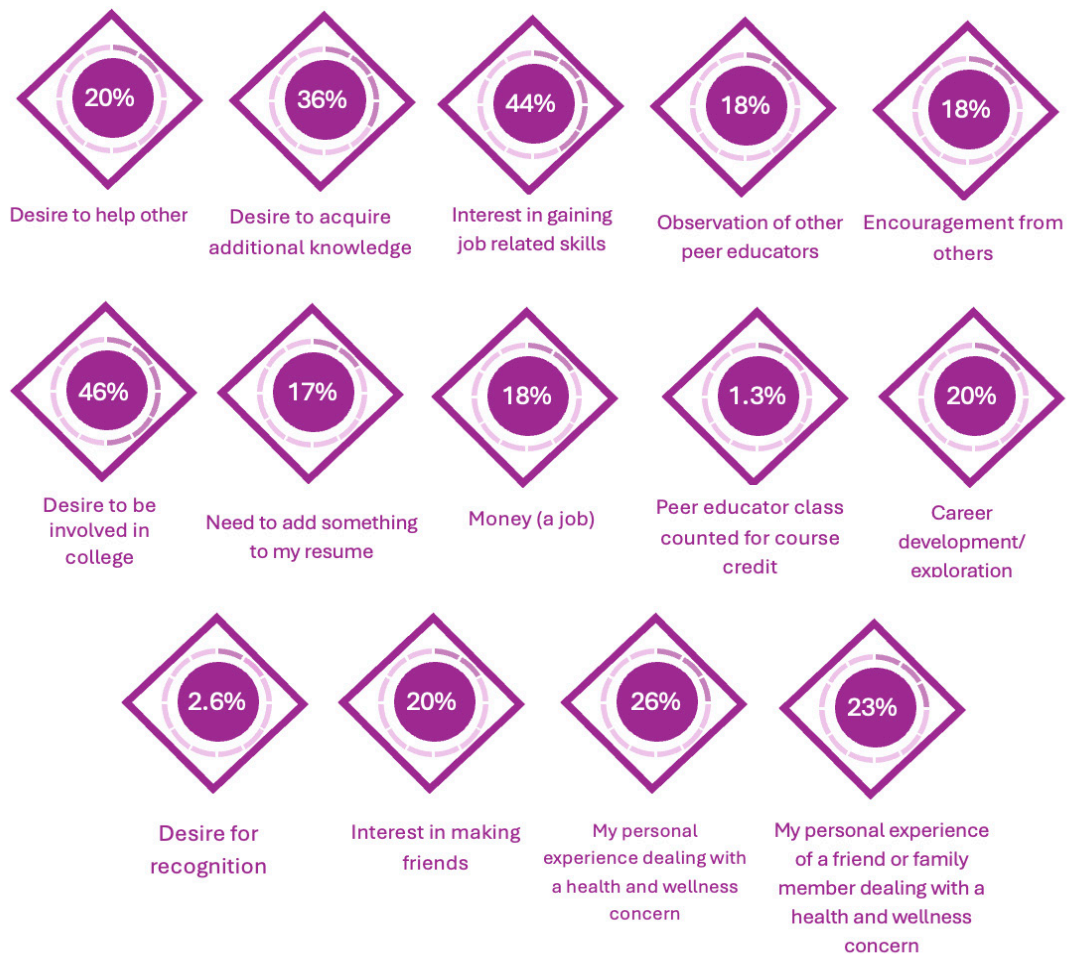 20%
36%
44%
18%
18%
Desire to help other
Desire to acquire
additional knowledge
Interest in gaining
job related skills
Observation of other
peer educators
Encouragement from
others
46%
17%
18%
1.3%
20%
Desire to be
involved in
college
Need to add something
to my resume
Money (a job)
Peer educator class
counted for course
credit
Career
development/
exploration
2.6%
20%
26%
23%
Desire for
recognition
Interest in making
friends
My personal
experience dealing with
a health and wellness
concern
My personal experience
of a friend or family
member dealing with a
health and wellness
concern